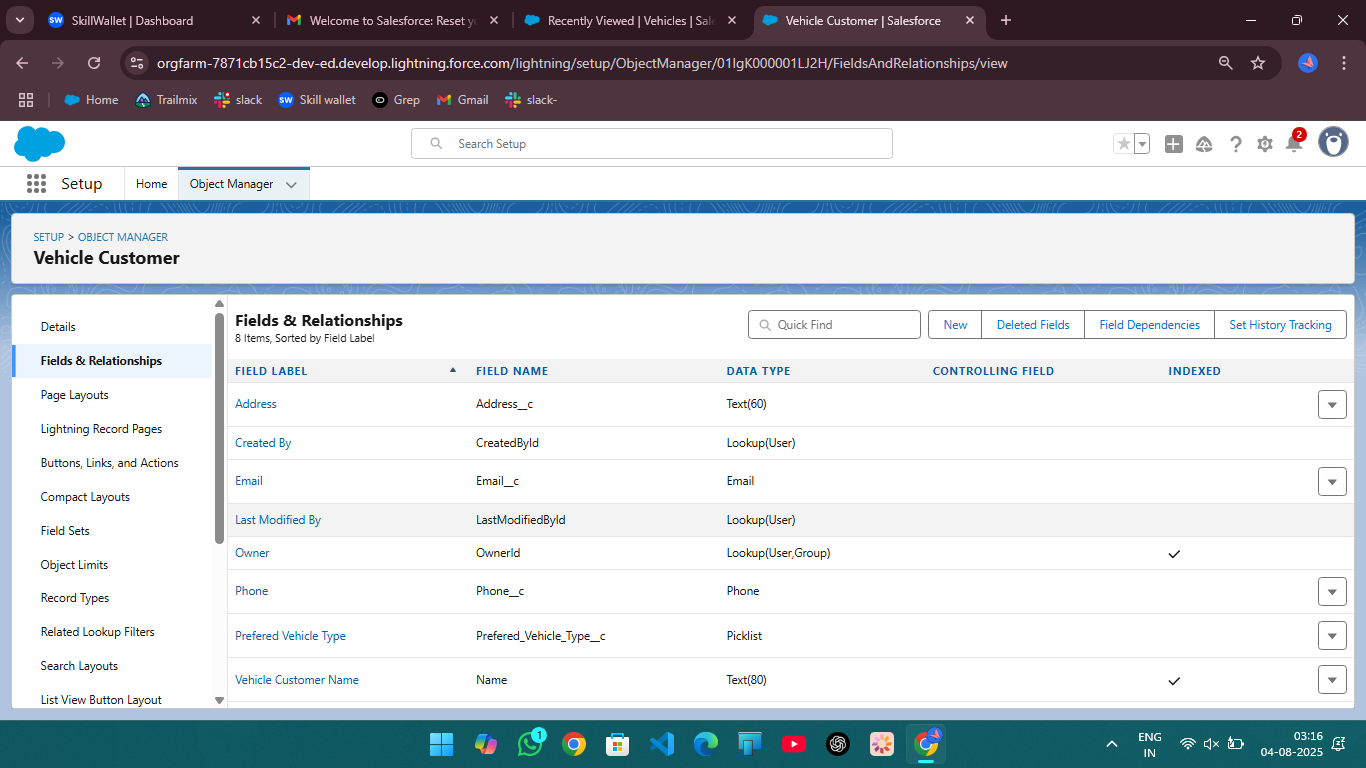 SW SkillWallet | Dashboard
Welcome to Salesforce: Reset yo
Recently Viewed | Vehicles | Sale
Vehicle Customer | Salesforce
orgfarm-7871cb15c2-dev-ed.develop.lightning.force.com/lightning/setup/ObjectManager/01IgK000001LJ2H/FieldsAndRelationships/view
Home Trailmix slack SW Skill wallet Grep Gmail slack-
Search Setup
2
Setup Home Object Manager
SETUP > OBJECT MANAGER
Vehicle Customer
Details
Fields & Relationships
Page Layouts
Lightning Record Pages
Buttons, Links, and Actions
Compact Layouts
Field Sets
Object Limits
Record Types
Related Lookup Filters
Search Layouts
List View Button Layout
Fields & Relationships
8 Items, Sorted by Field Label
Quick Find New Deleted Fields Field Dependencies Set History Tracking
FIELD LABEL FIELD NAME DATA TYPE CONTROLLING FIELD INDEXED
Address Address__c Text(60)
Created By CreatedById Lookup(User)
Email Email__c Email
Last Modified By LastModifiedById Lookup(User)
Owner OwnerId Lookup(User,Group)
Phone Phone__c Phone
Prefered Vehicle Type Prefered_Vehicle_Type__c Picklist
Vehicle Customer Name Name Text(80)
1
ENG
IN
03:16
04-08-2025